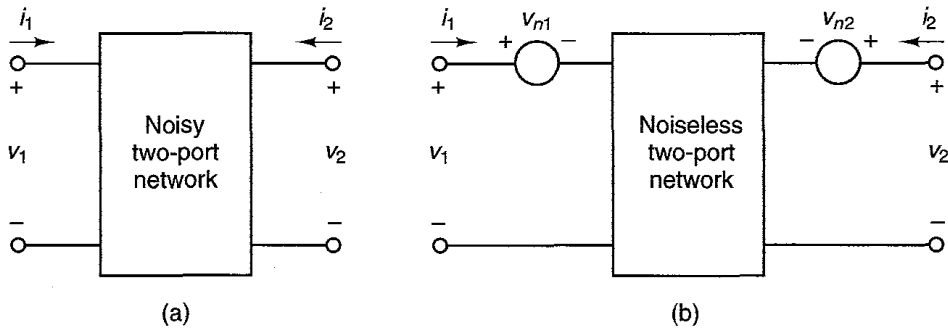 i1
i2
+
+
Noisy
two-port
network
v1
v2
−
−
(a)
i1
+
vn1
−
−
vn2
+
i2
+
+
Noiseless
two-port
network
v1
v2
−
−
(b)